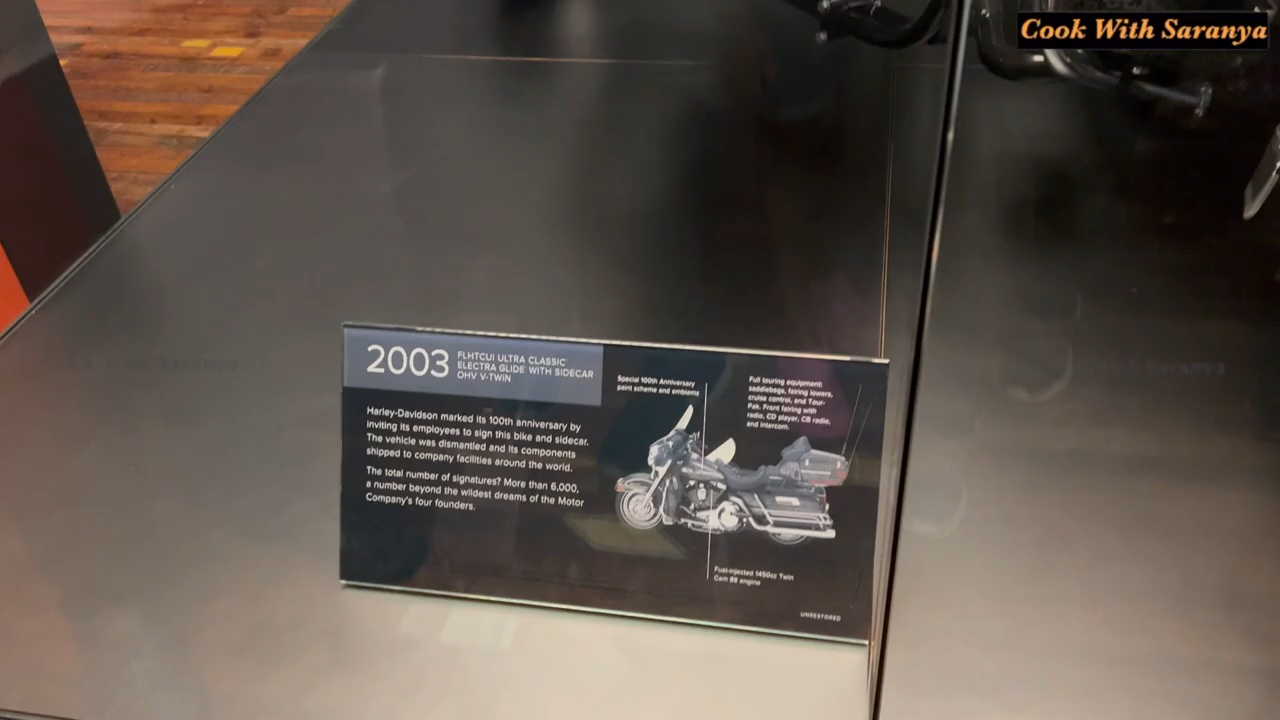 Cook With Saranya
2003
FLHTCUI ULTRA CLASSIC
ELECTRA GLIDE WITH SIDECAR
OHV V-TWIN
Harley-Davidson marked its 100th anniversary by
inviting its employees to sign this bike and sidecar.
The vehicle was dismantled and its components
shipped to company facilities around the world.
The total number of signatures? More than 6,000,
a number beyond the wildest dreams of the Motor
Company's four founders.
Special 100th Anniversary
paint scheme and emblems
Full touring equipment:
saddlebags, fairing lowers,
cruise control, and Tour-
Pak. Front fairing with
radio, CD player, CB radio,
and intercom.
Fuel-injected 1450cc Twin
Cam 88 engine
UNRESTORED